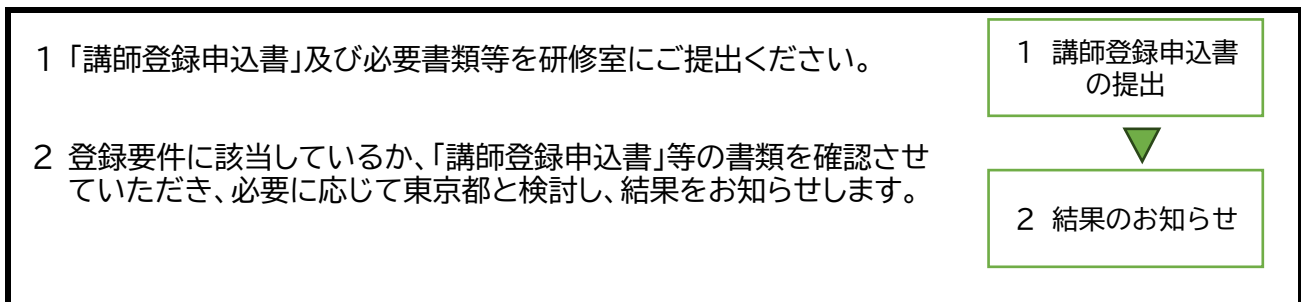 1 「講師登録申込書」及び必要書類等を研修室にご提出ください。
2 登録要件に該当しているか、「講師登録申込書」等の書類を確認させ
ていただき、必要に応じて東京都と検討し、結果をお知らせします。
1 講師登録申込書
の提出
2 結果のお知らせ